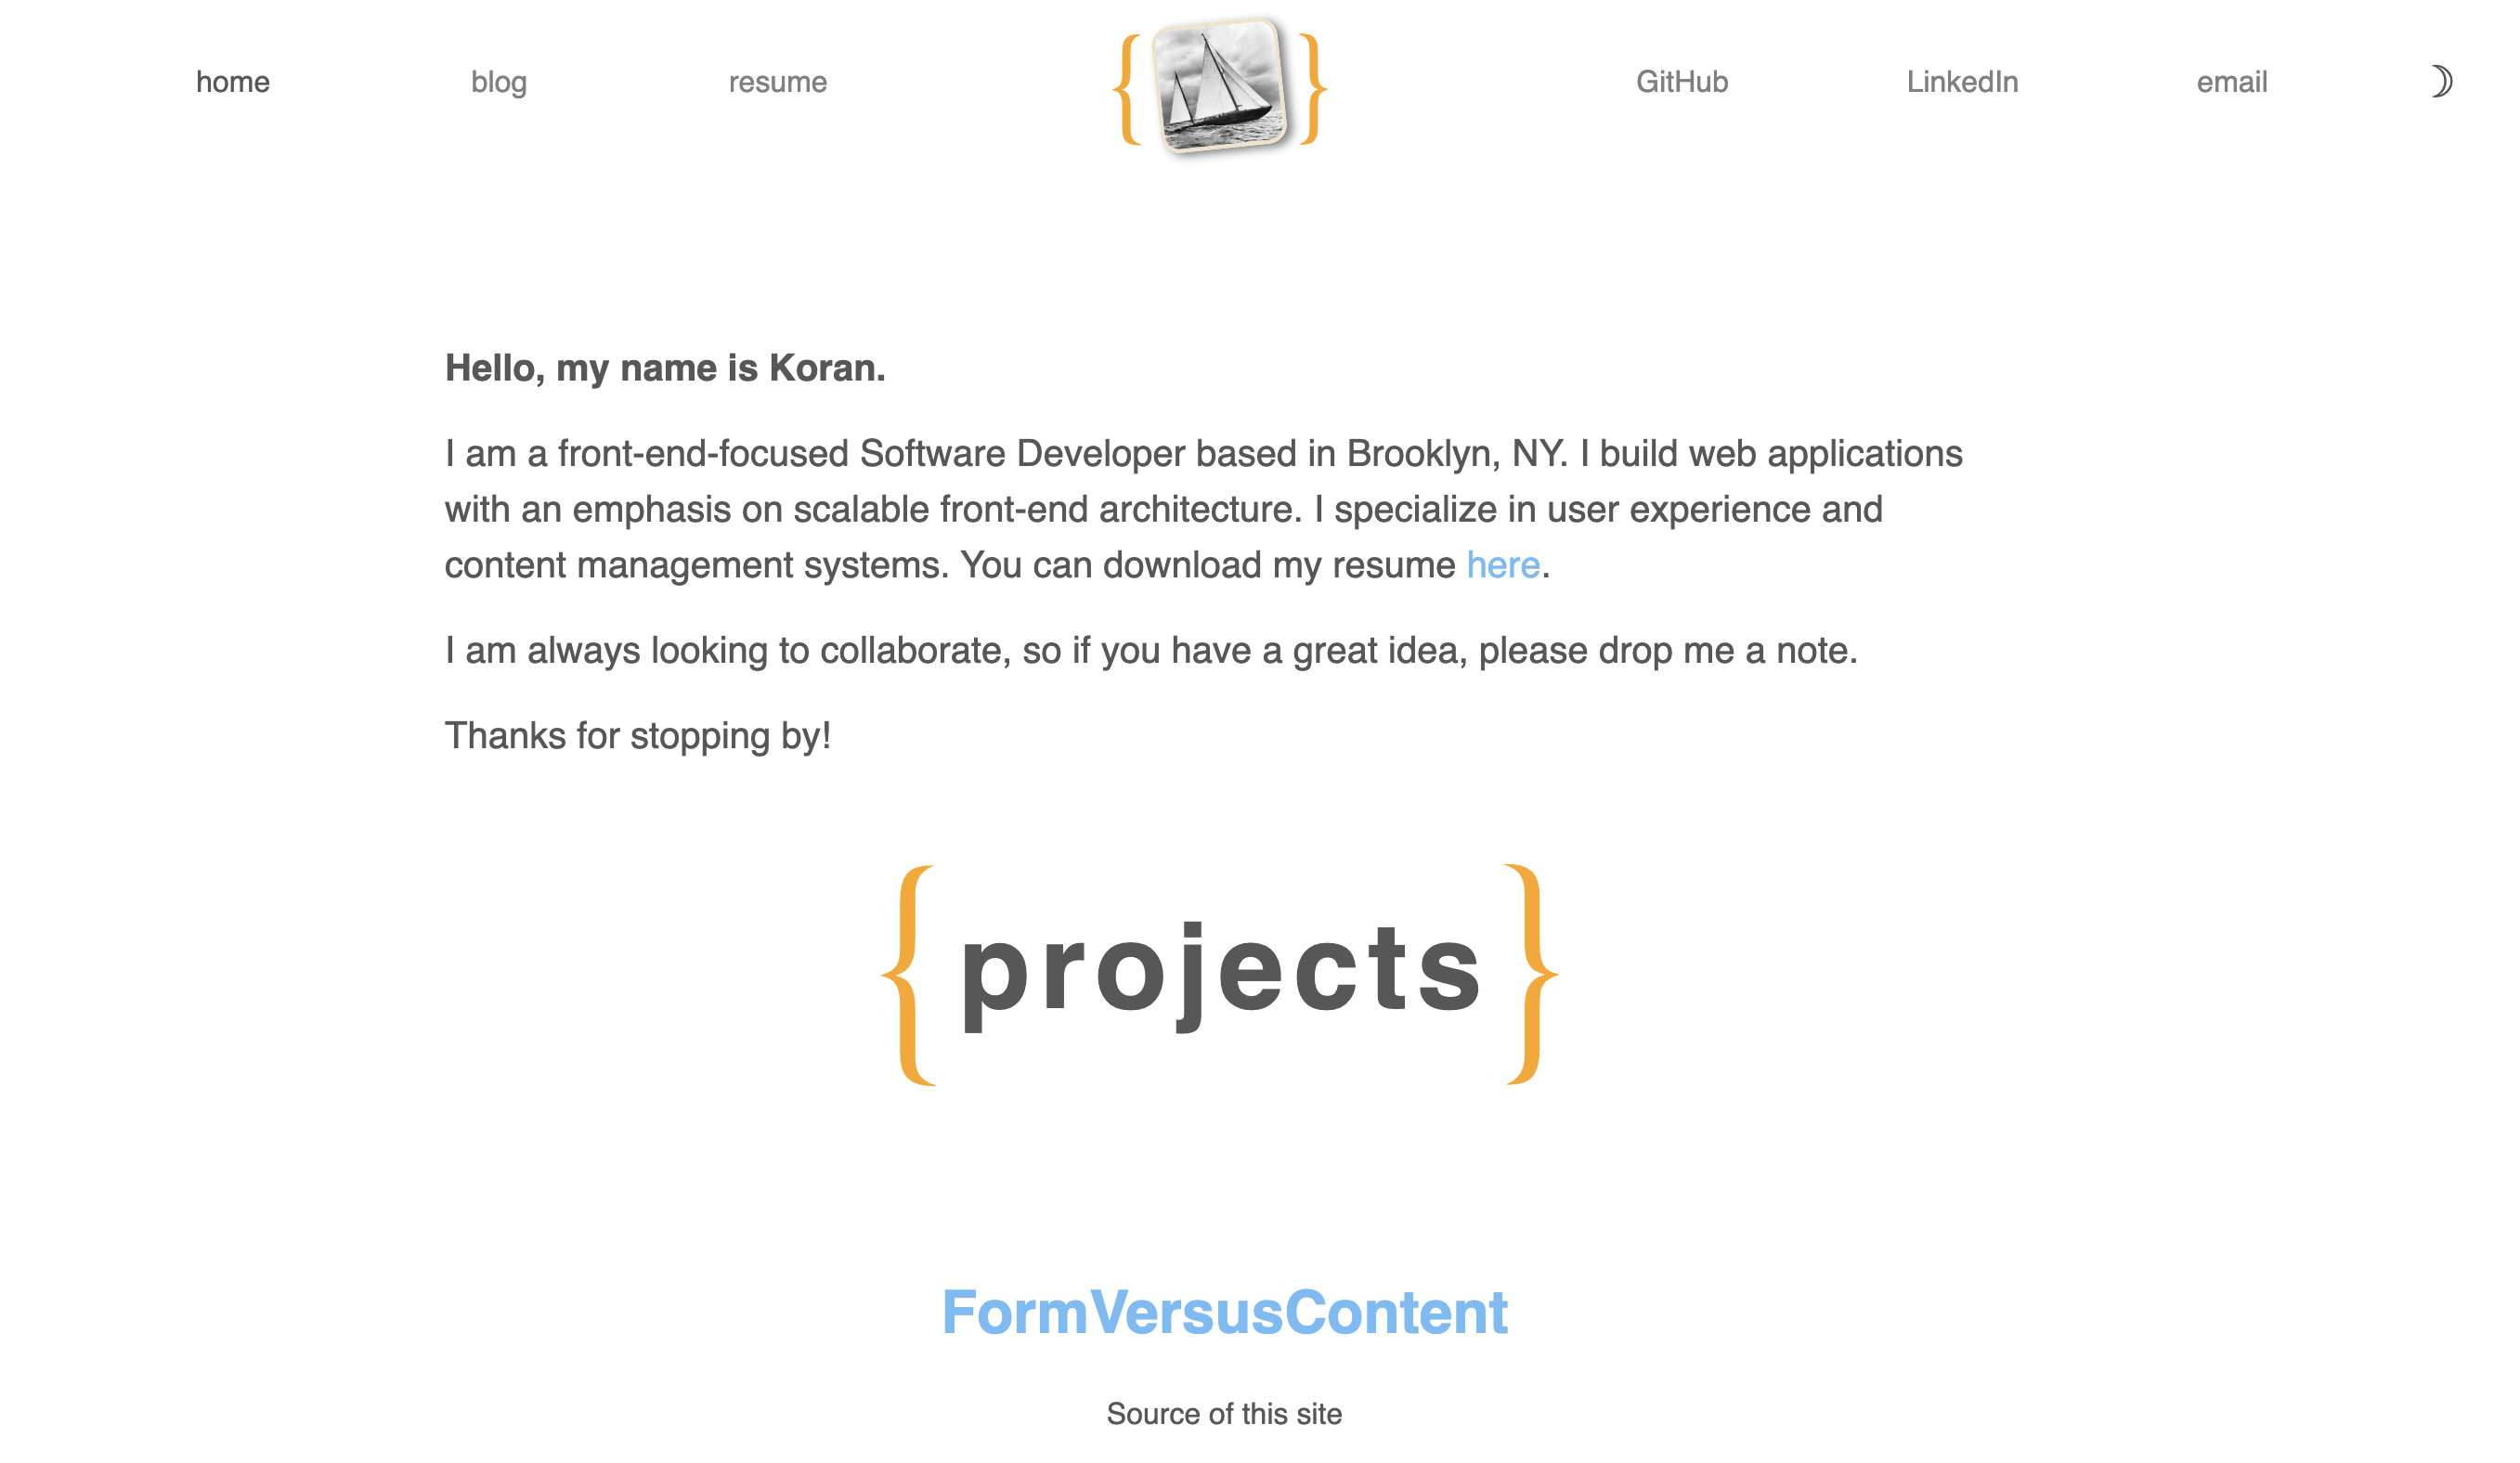 home blog resume { } GitHub LinkedIn email ☽
Hello, my name is Koran.
I am a front-end-focused Software Developer based in Brooklyn, NY. I build web applications
with an emphasis on scalable front-end architecture. I specialize in user experience and
content management systems. You can download my resume here.
I am always looking to collaborate, so if you have a great idea, please drop me a note.
Thanks for stopping by!
{projects}
FormVersusContent
Source of this site